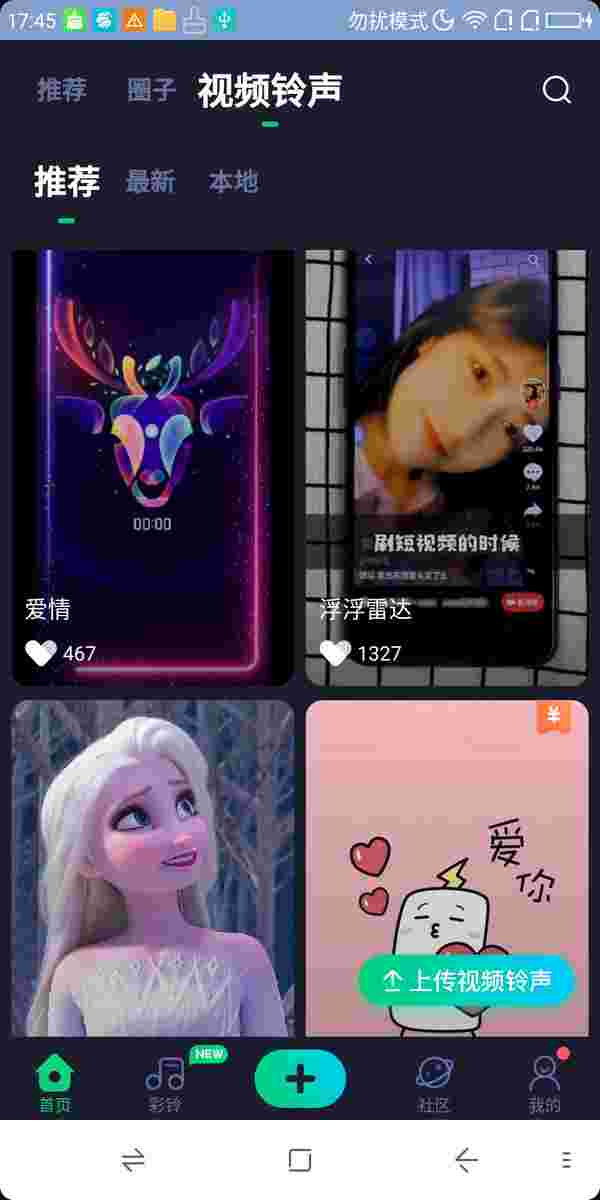 17:45 勿扰模式
推荐 圈子 视频铃声
推荐 最新 本地
00:00
刷短视频的时候
爱情
467
浮浮雷达
1327
¥
爱你
上传视频铃声
NEW
首页 彩铃 社区 我的